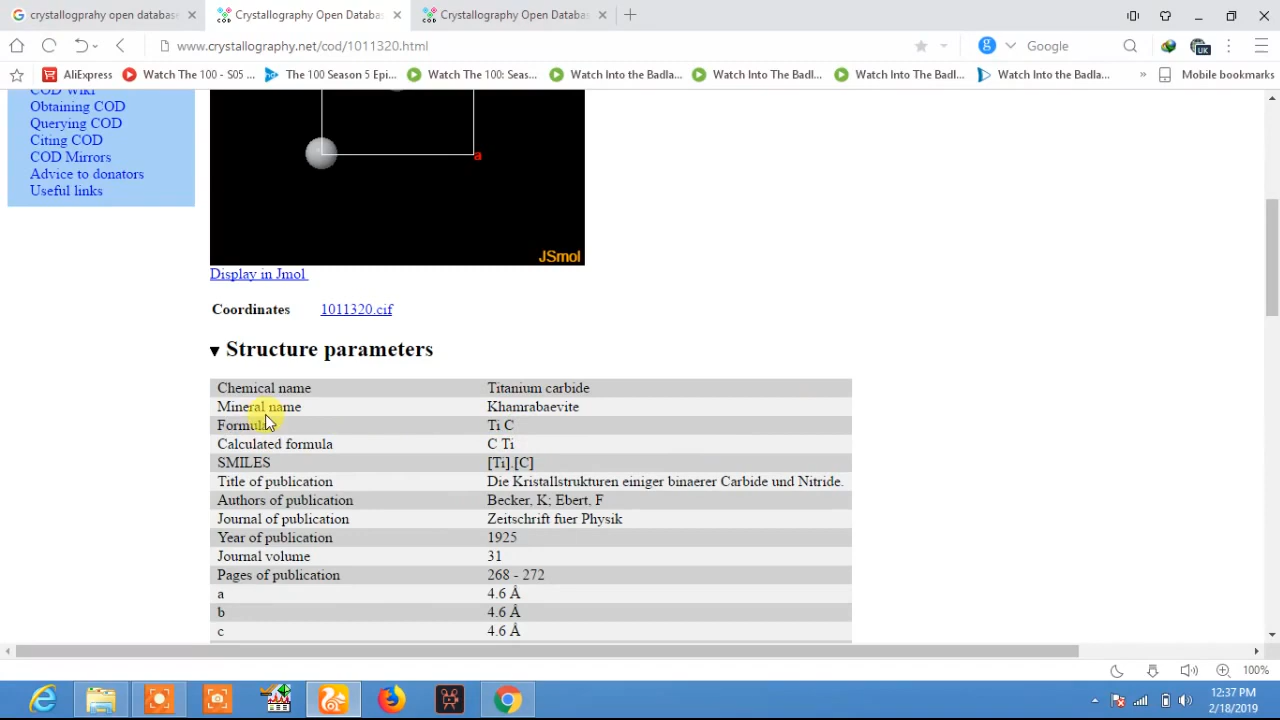 crystallogprahy open database
Crystallography Open Databa
Crystallography Open Databa
www.crystallography.net/cod/1011320.html
Google
UK
AliExpress
Watch The 100 - S05 ...
The 100 Season 5 Epi...
Watch The 100: Seas...
Watch Into the Badla...
Watch Into The Badl...
Watch Into The Badl...
Watch Into the Badla...
»
Mobile bookmarks
COD Wiki
Obtaining COD
Querying COD
Citing COD
COD Mirrors
Advice to donators
Useful links
a
JSmol
Display in Jmol
Coordinates 1011320.cif
Structure parameters
Chemical name Titanium carbide
Mineral name Khamrabaevite
Formula Ti C
Calculated formula C Ti
SMILES [Ti].[C]
Title of publication Die Kristallstrukturen einiger binaerer Carbide und Nitride.
Authors of publication Becker, K; Ebert, F
Journal of publication Zeitschrift fuer Physik
Year of publication 1925
Journal volume 31
Pages of publication 268 - 272
a 4.6 Å
b 4.6 Å
c 4.6 Å
100%
12:37 PM
2/18/2019